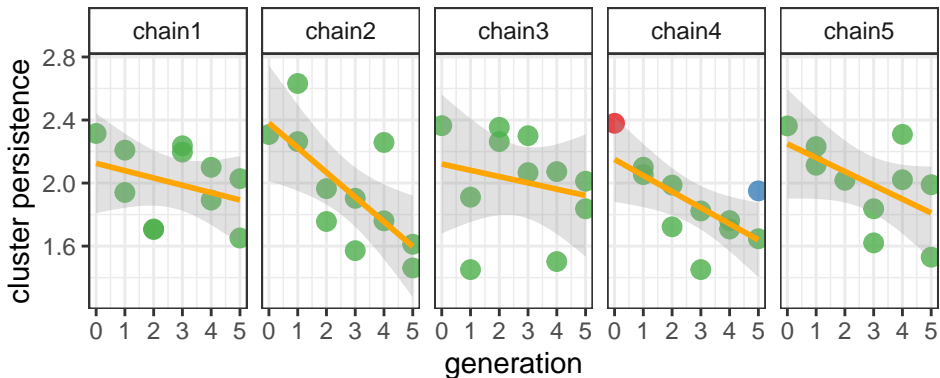 chain1 chain2 chain3 chain4 chain5
cluster persistence
2.8
2.4
2.0
1.6
0 1 2 3 4 5 0 1 2 3 4 5 0 1 2 3 4 5 0 1 2 3 4 5 0 1 2 3 4 5
generation